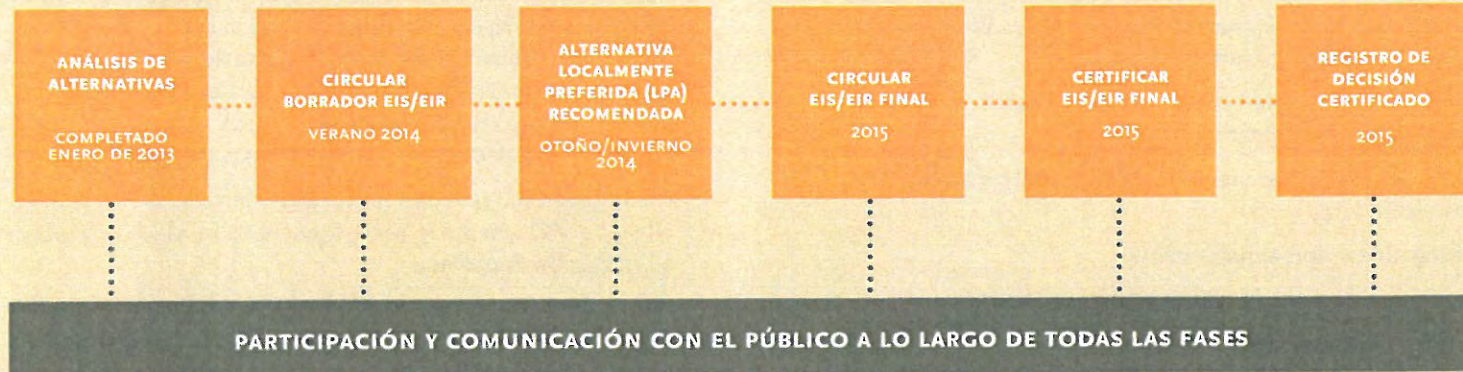 ANÁLISIS DE
ALTERNATIVAS
COMPLETADO
ENERO DE 2013
CIRCULAR
BORRADOR EIS/EIR
VERANO 2014
ALTERNATIVA
LOCALMENTE
PREFERIDA (LPA)
RECOMENDADA
OTOÑO/INVIERNO
2014
CIRCULAR
EIS/EIR FINAL
2015
CERTIFICAR
EIS/EIR FINAL
2015
REGISTRO DE
DECISIÓN
CERTIFICADO
2015
PARTICIPACIÓN Y COMUNICACIÓN CON EL PÚBLICO A LO LARGO DE TODAS LAS FASES